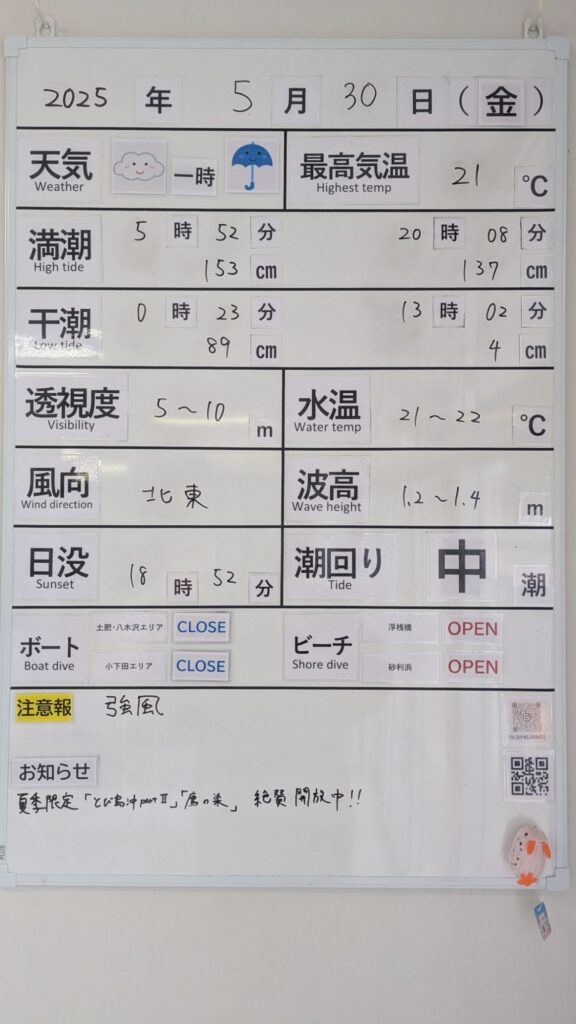 2025 年 5 月 30 日 (金)
天気 一時 最高気温 21 ℃
Weather Highest temp
満潮 5 時 52 分 20 時 08 分
High tide 153 cm 137 cm
干潮 0 時 23 分 13 時 02 分
Low tide 89 cm 4 cm
透視度 5〜10 m 水温 21〜22 ℃
Visibility Water temp
風向 北東 波高 1.2〜1.4 m
Wind direction Wave height
日没 18 時 52 分 潮回り 中 潮
Sunset Tide
ボート 土肥・八木沢エリア CLOSE ビーチ 浮桟橋 OPEN
Boat dive 小下田エリア CLOSE Shore dive 砂利浜 OPEN
注意報 強風
お知らせ
夏季限定「とび島沖 part Ⅱ」「の巣」 絶賛開放中!!
PLUS